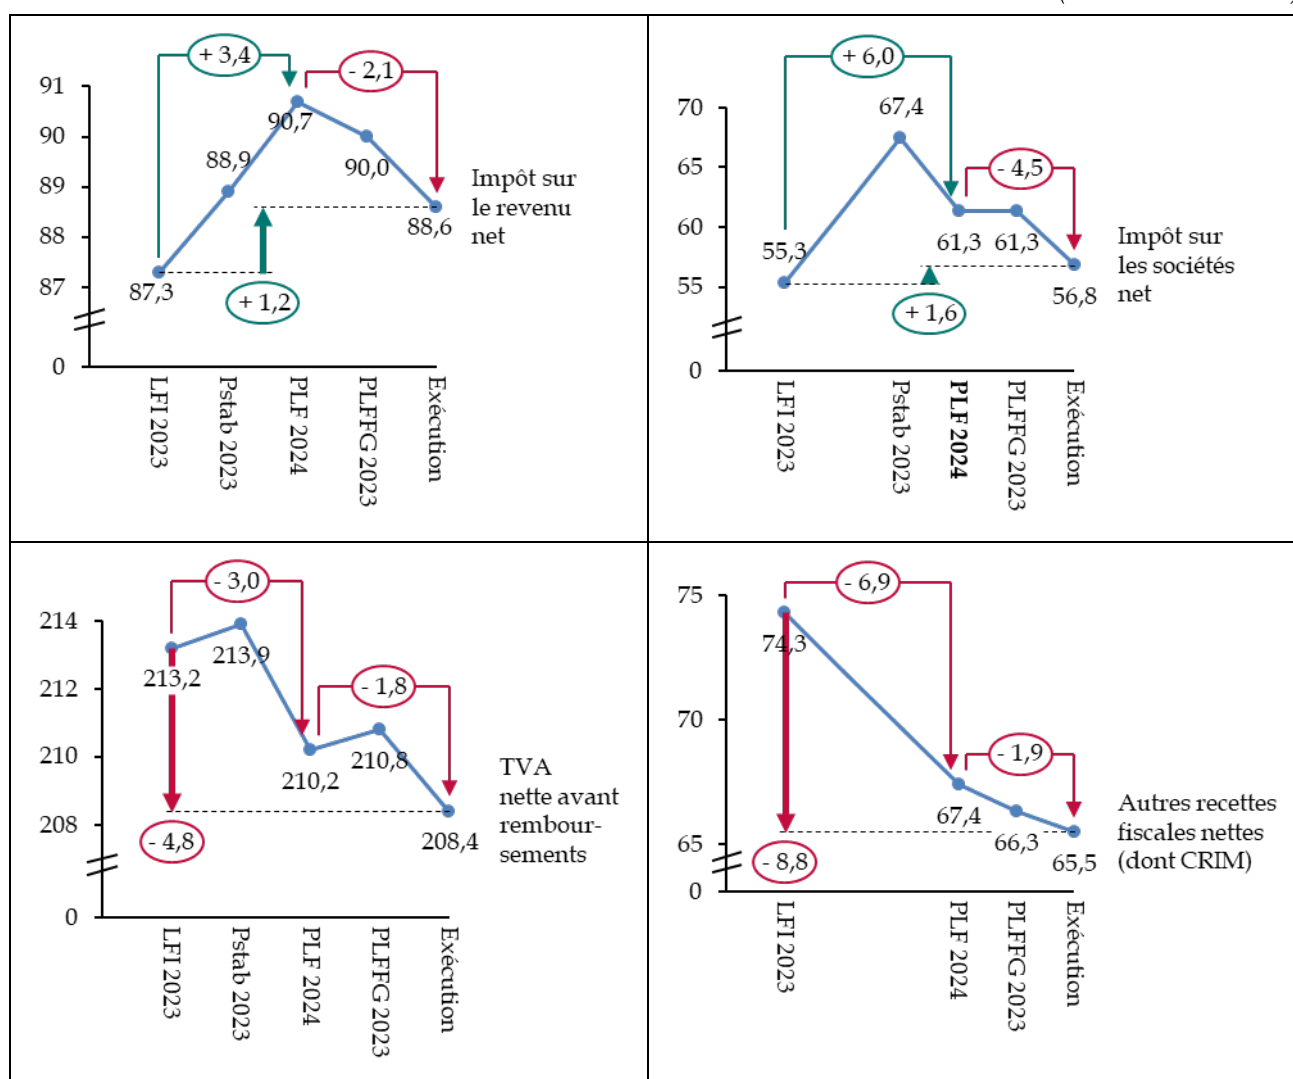 + 3,4
- 2,1
91
90
89
88
87
0
90,7
88,9
90,0
88,6
87,3
+ 1,2
Impôt sur
le revenu
net
LFI 2023
Pstab 2023
PLF 2024
PLFFG 2023
Exécution
+ 6,0
- 4,5
70
65
60
55
0
67,4
55,3
61,3
61,3
56,8
+ 1,6
Impôt sur
les sociétés
net
LFI 2023
Pstab 2023
PLF 2024
PLFFG 2023
Exécution
- 3,0
- 1,8
214
212
210
208
0
213,2
213,9
210,2
210,8
208,4
- 4,8
TVA
nette avant
rembour-
sements
LFI 2023
Pstab 2023
PLF 2024
PLFFG 2023
Exécution
- 6,9
- 1,9
75
70
65
0
74,3
67,4
66,3
65,5
- 8,8
Autres recettes
fiscales nettes
(dont CRIM)
LFI 2023
PLF 2024
PLFFG 2023
Exécution